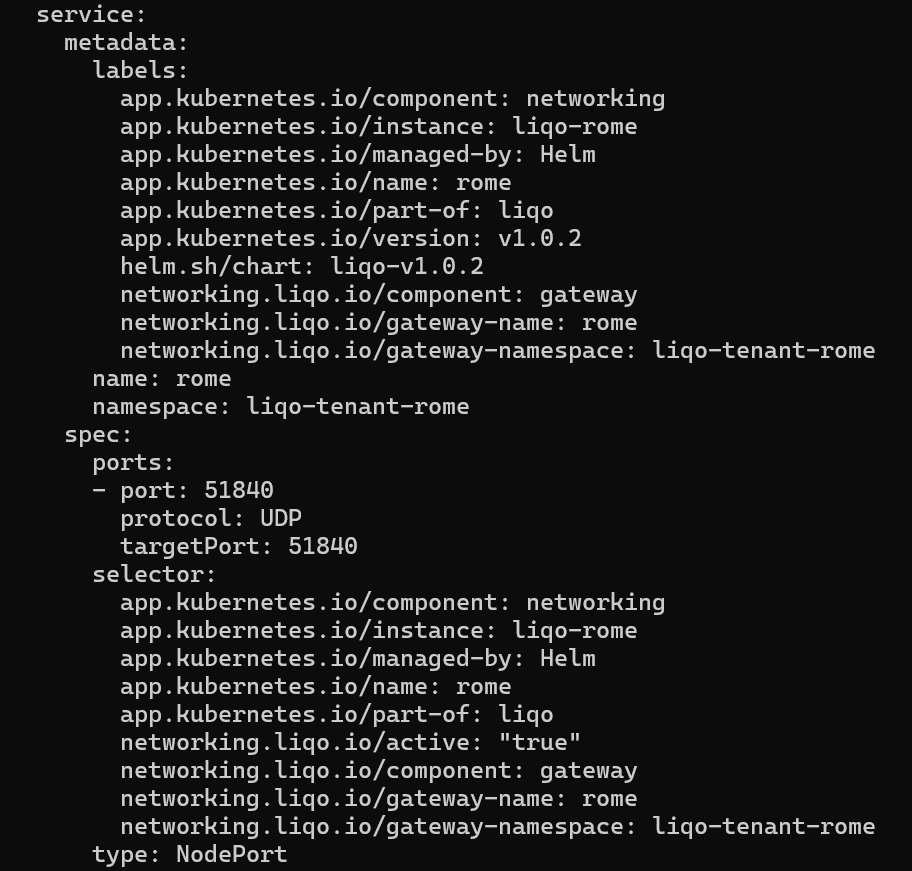 service:
  metadata:
    labels:
      app.kubernetes.io/component: networking
      app.kubernetes.io/instance: liqo-rome
      app.kubernetes.io/managed-by: Helm
      app.kubernetes.io/name: rome
      app.kubernetes.io/part-of: liqo
      app.kubernetes.io/version: v1.0.2
      helm.sh/chart: liqo-v1.0.2
      networking.liqo.io/component: gateway
      networking.liqo.io/gateway-name: rome
      networking.liqo.io/gateway-namespace: liqo-tenant-rome
    name: rome
    namespace: liqo-tenant-rome
  spec:
    ports:
    - port: 51840
      protocol: UDP
      targetPort: 51840
    selector:
      app.kubernetes.io/component: networking
      app.kubernetes.io/instance: liqo-rome
      app.kubernetes.io/managed-by: Helm
      app.kubernetes.io/name: rome
      app.kubernetes.io/part-of: liqo
      networking.liqo.io/active: "true"
      networking.liqo.io/component: gateway
      networking.liqo.io/gateway-name: rome
      networking.liqo.io/gateway-namespace: liqo-tenant-rome
    type: NodePort